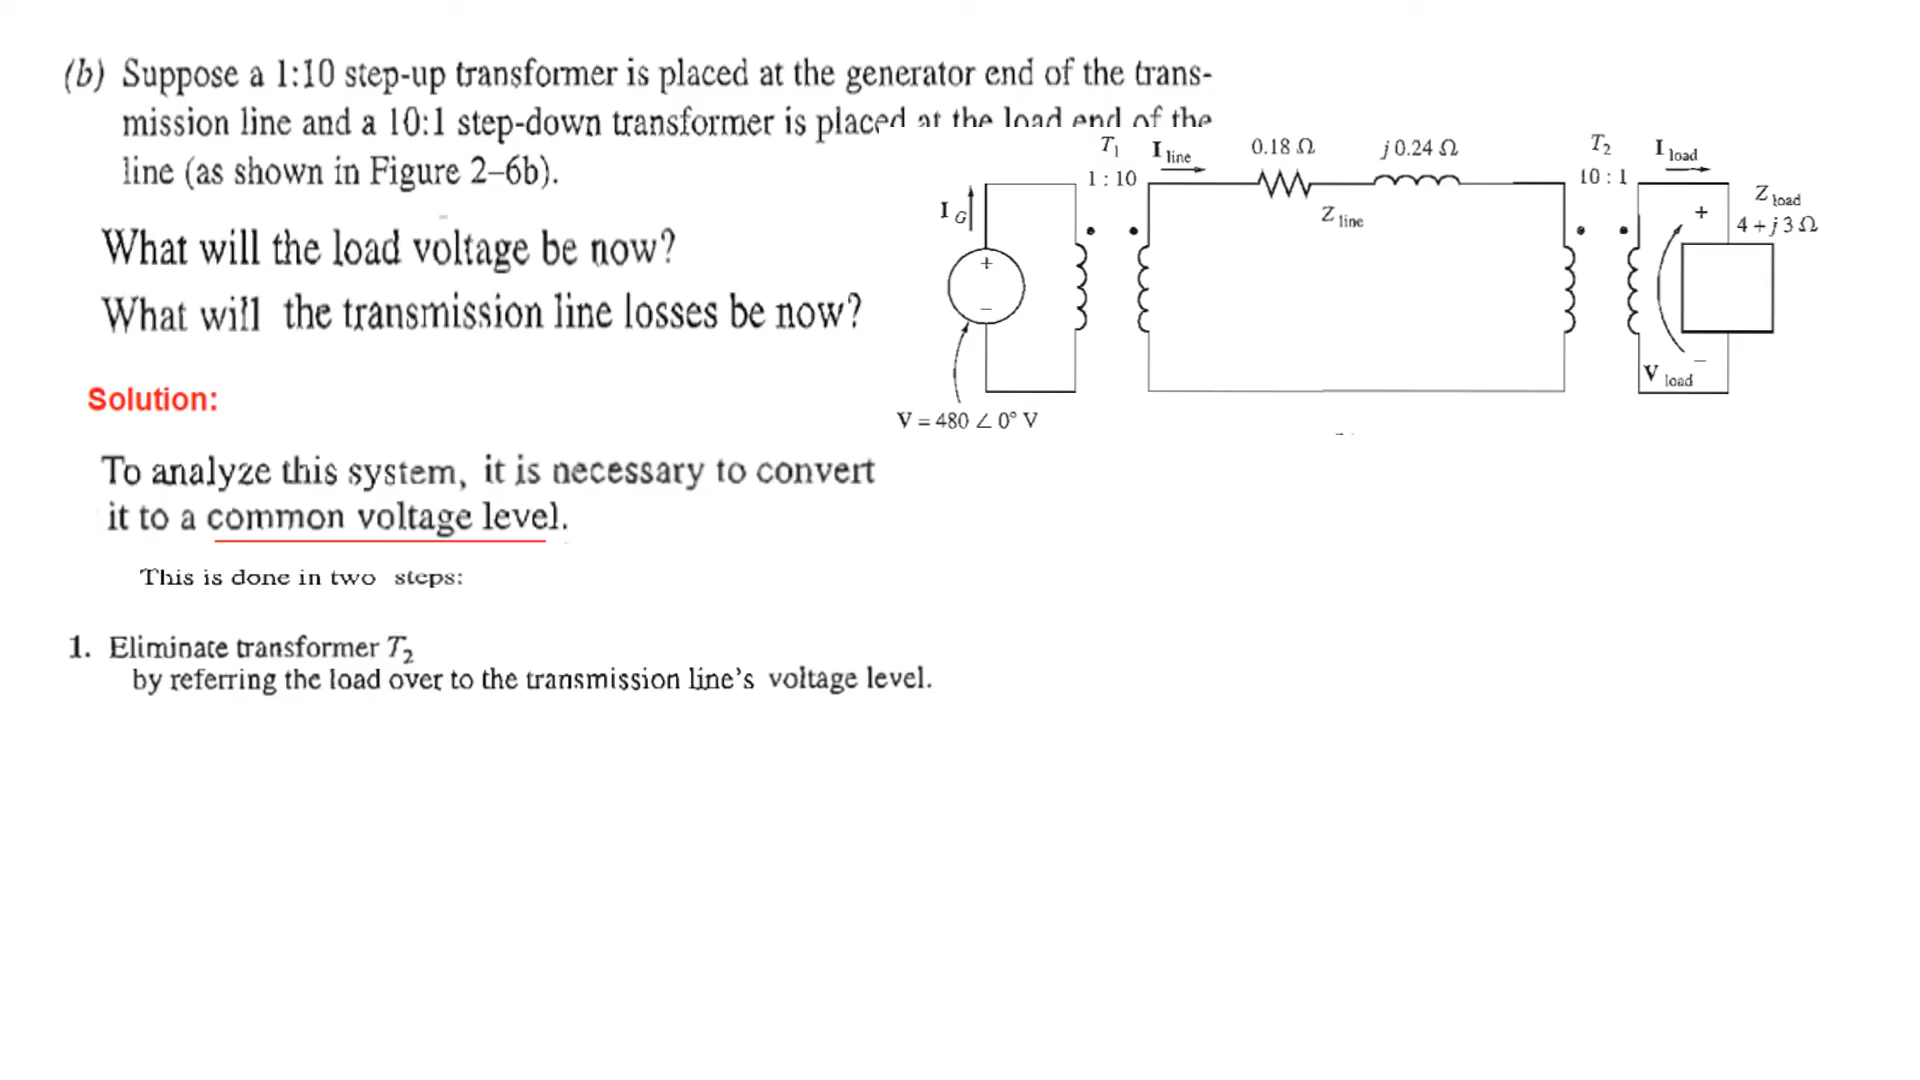 (b) Suppose a 1:10 step-up transformer is placed at the generator end of the trans-
mission line and a 10:1 step-down transformer is placed at the load end of the
line (as shown in Figure 2–6b).
What will the load voltage be now?
What will the transmission line losses be now?
T1 I line 0.18 Ω j0.24 Ω T2 I load
1 : 10 10 : 1
Z load
I G Z line + 4 + j3 Ω
+
−
−
V load
V = 480 ∠ 0° V
Solution:
To analyze this system, it is necessary to convert
it to a common voltage level.
This is done in two steps:
1. Eliminate transformer T2
by referring the load over to the transmission line's voltage level.